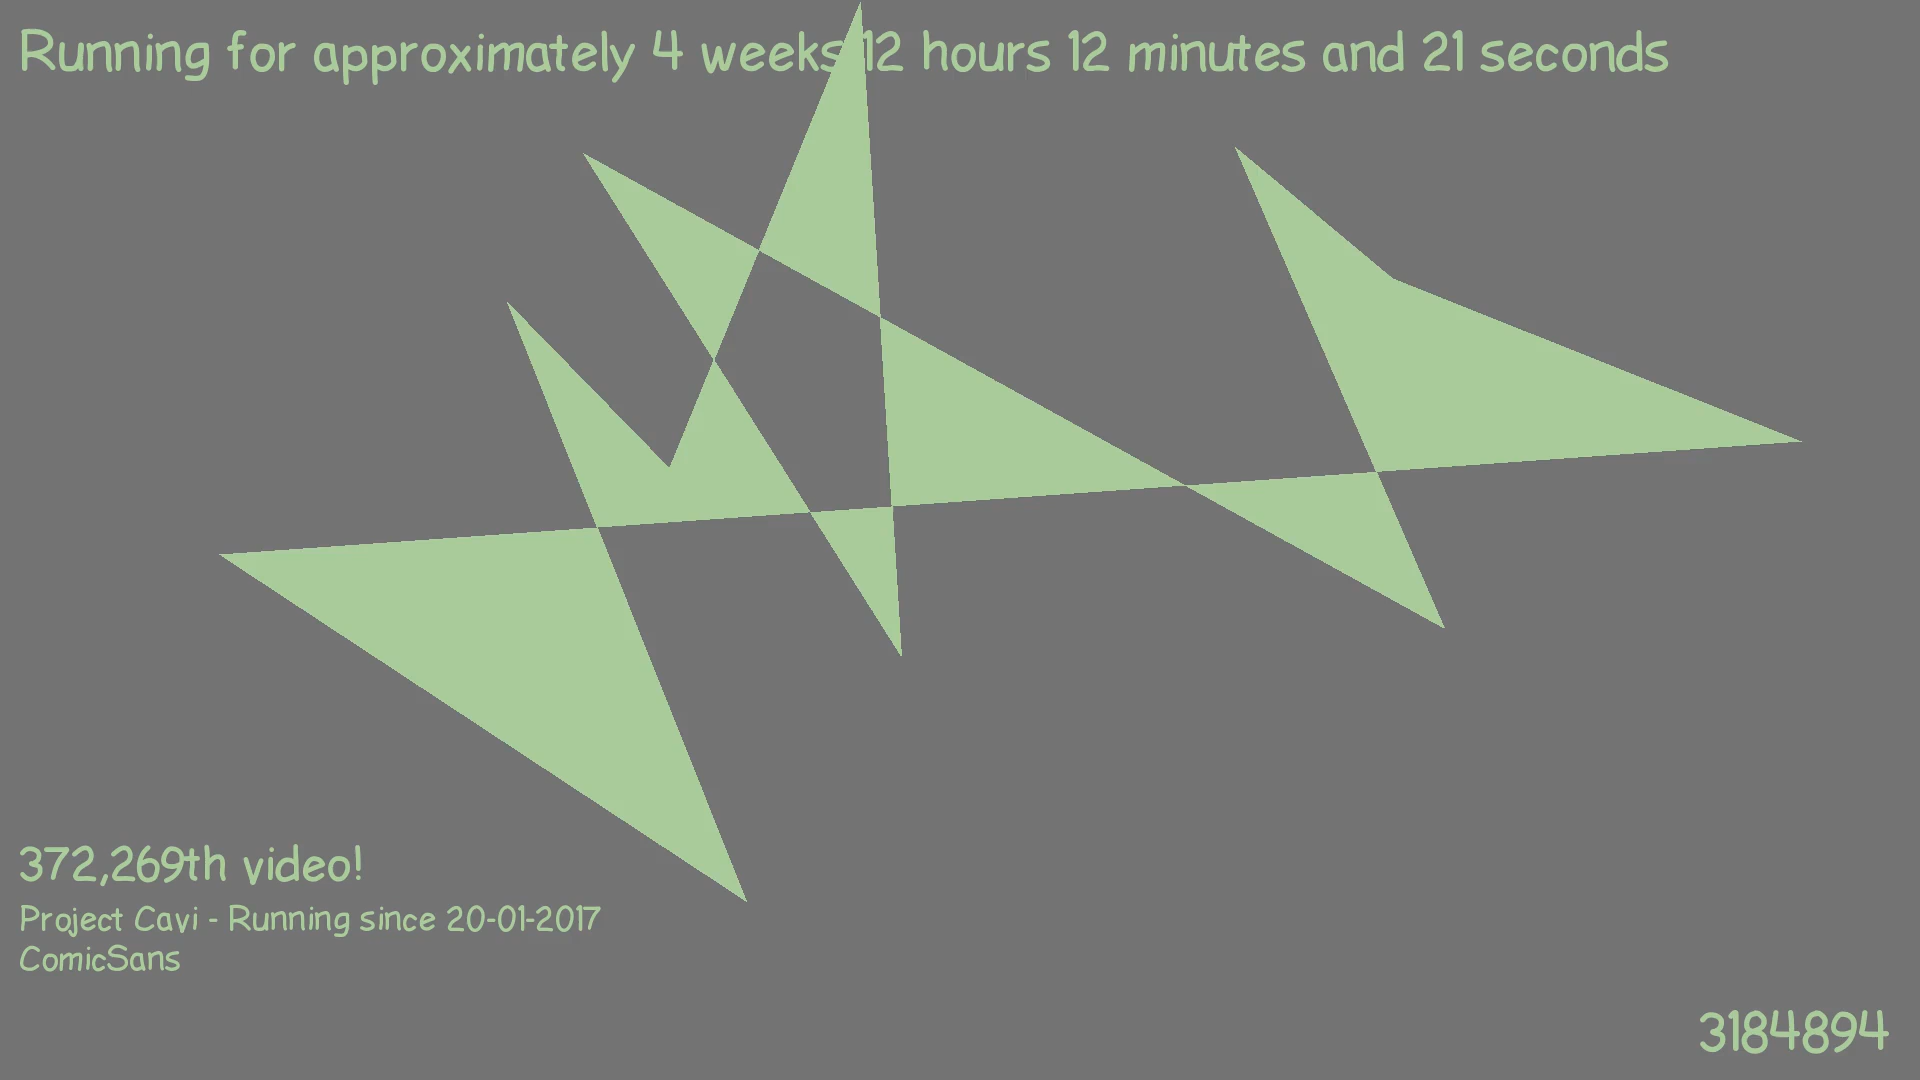 Running for approximately 4 weeks 12 hours 12 minutes and 21 seconds
372,269th video!
Project Cavi - Running since 20-01-2017
ComicSans
3184894